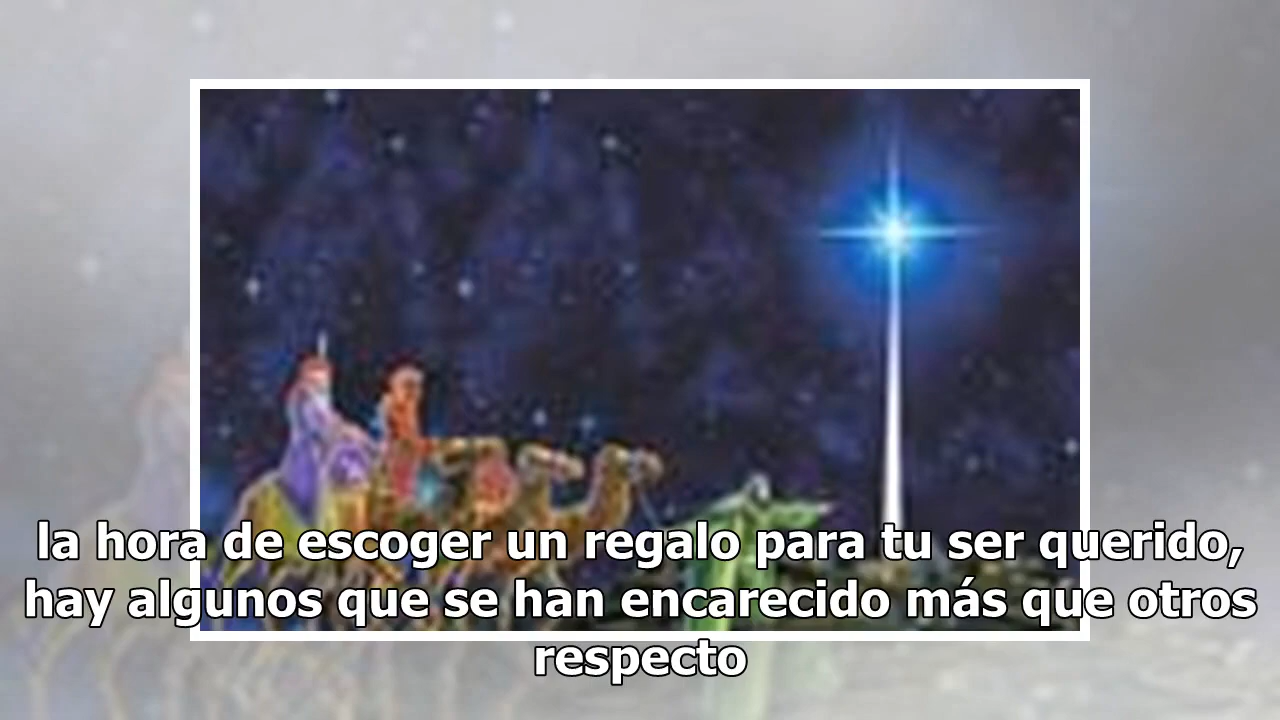 la hora de escoger un regalo para tu ser querido,
hay algunos que se han encarecido más que otros
respecto